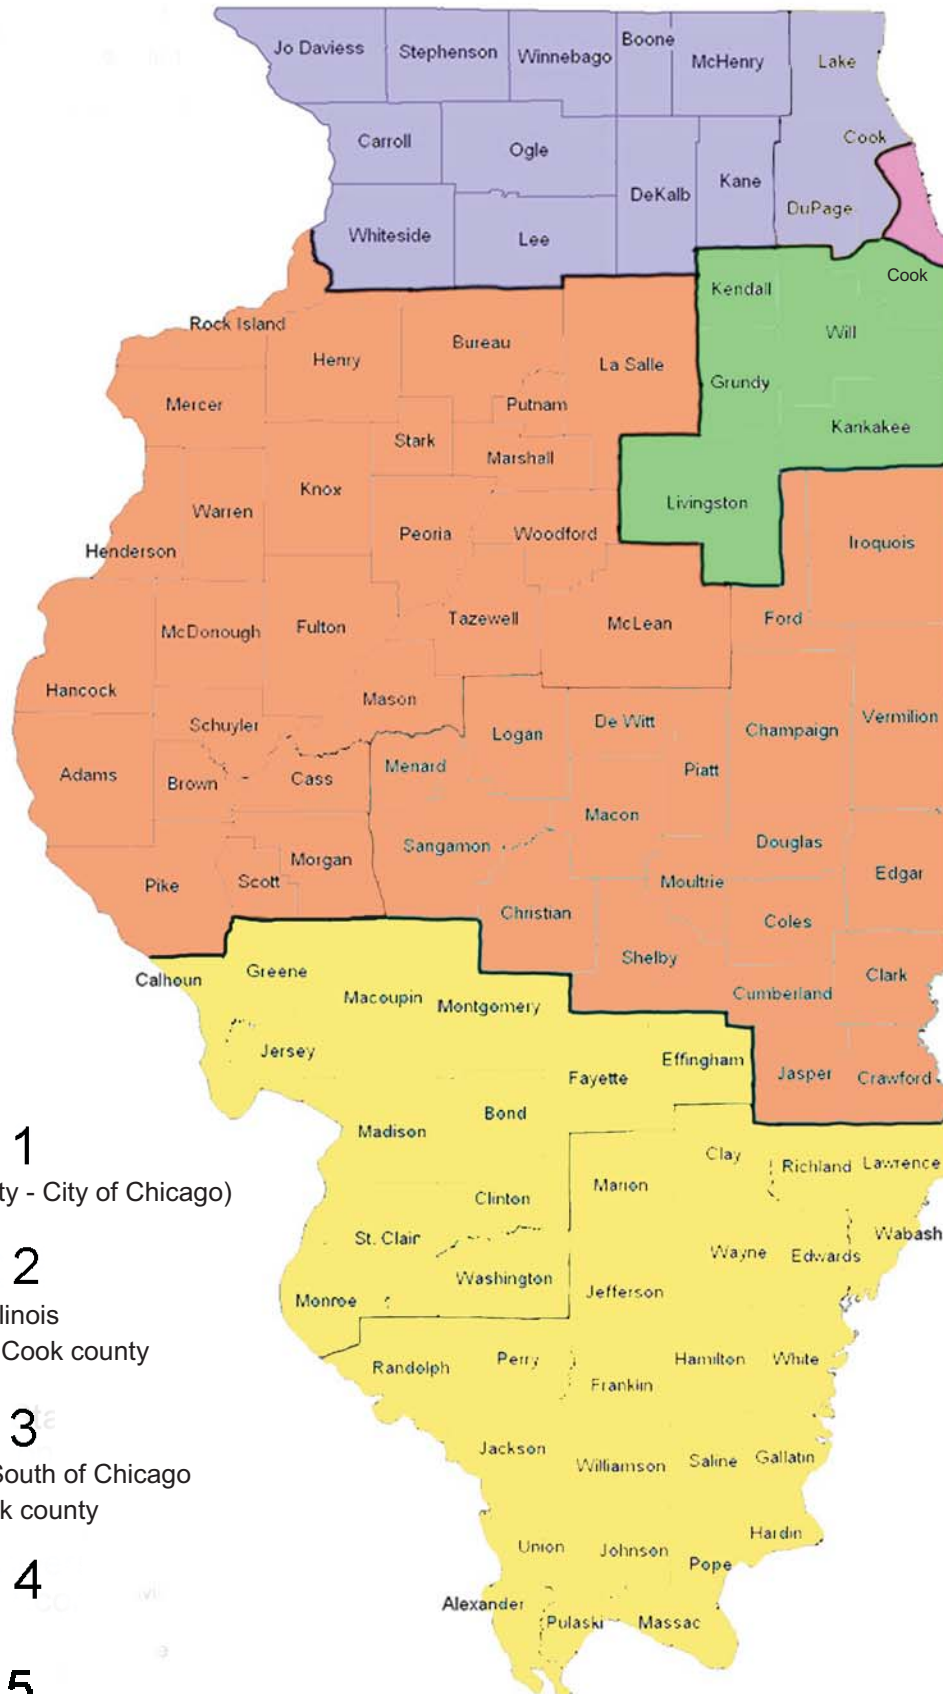 Jo Daviess
Stephenson
Winnebago
Boone
McHenry
Lake
Carroll
Ogle
Cook
DeKalb
Kane
DuPage
Whiteside
Lee
Kendall
Cook
Rock Island
Henry
Bureau
La Salle
Will
Grundy
Mercer
Putnam
Kankakee
Stark
Marshall
Knox
Warren
Livingston
Peoria
Woodford
Henderson
Iroquois
McDonough
Fulton
Tazewell
McLean
Ford
Hancock
Mason
Schuyler
Logan
De Witt
Champaign
Vermilion
Adams
Brown
Cass
Menard
Piatt
Macon
Sangamon
Douglas
Pike
Scott
Morgan
Moultrie
Edgar
Christian
Coles
Shelby
Calhoun
Greene
Macoupin
Montgomery
Cumberland
Clark
Jersey
Effingham
Fayette
Jasper
Crawford
Bond
Madison
1
Clay
Richland
Lawrence
ty - City of Chicago)
Clinton
Marion
2
St. Clair
Wayne
Edwards
Wabash
Washington
Monroe
Jefferson
linois
Cook county
Randolph
Perry
Hamilton
White
Franklin
3
Jackson
Williamson
Saline
Gallatin
South of Chicago
k county
Hardin
4
Union
Johnson
Pope
Alexander
Pulaski
Massac
5